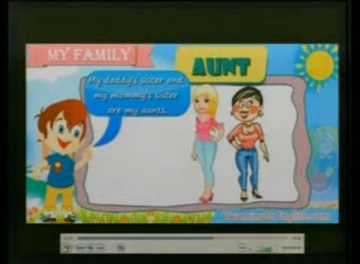 MY FAMILY
AUNT
My daddy's sister and
my mommy's sister
are my aunts.